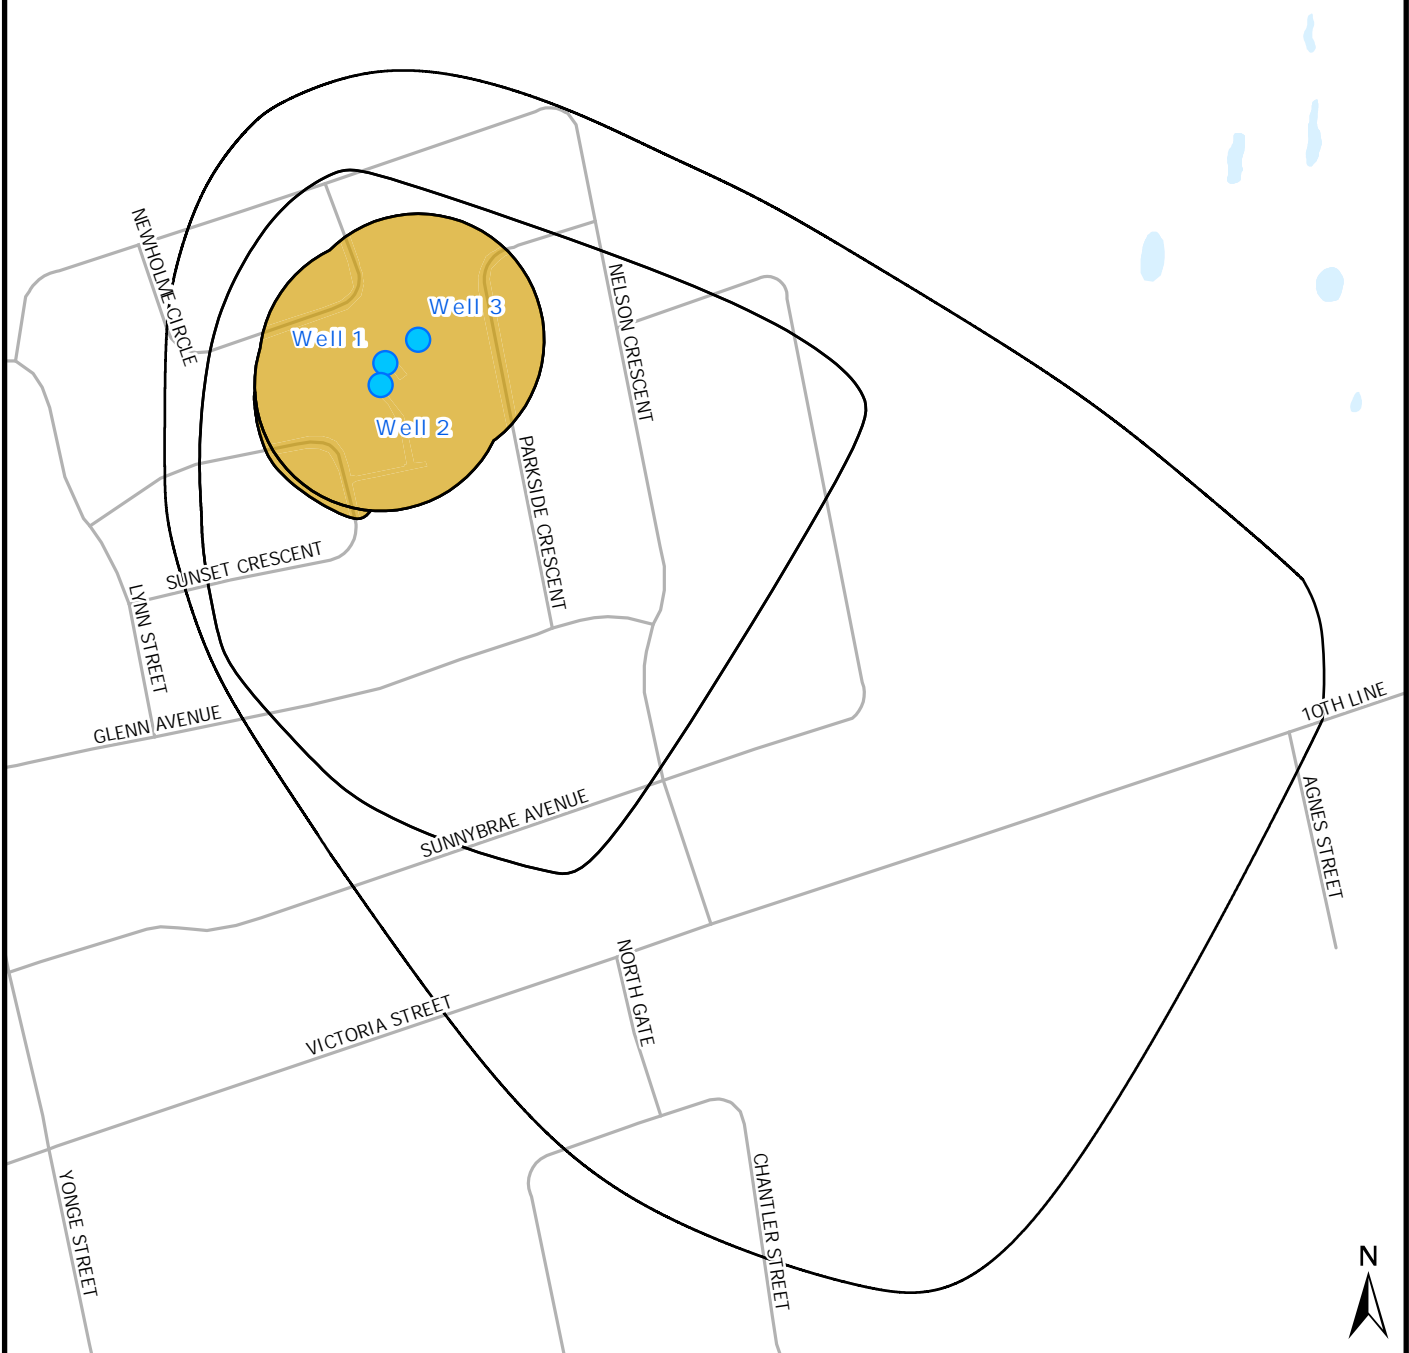 NEWHOLME CIRCLE
Well 3
Well 1
NELSON CRESCENT
Well 2
PARKSIDE CRESCENT
SUNSET CRESCENT
LYNN STREET
GLENN AVENUE
10TH LINE
AGNES STREET
SUNNYBRAE AVENUE
NORTH GATE
VICTORIA STREET
CHANTLER STREET
YONGE STREET
N